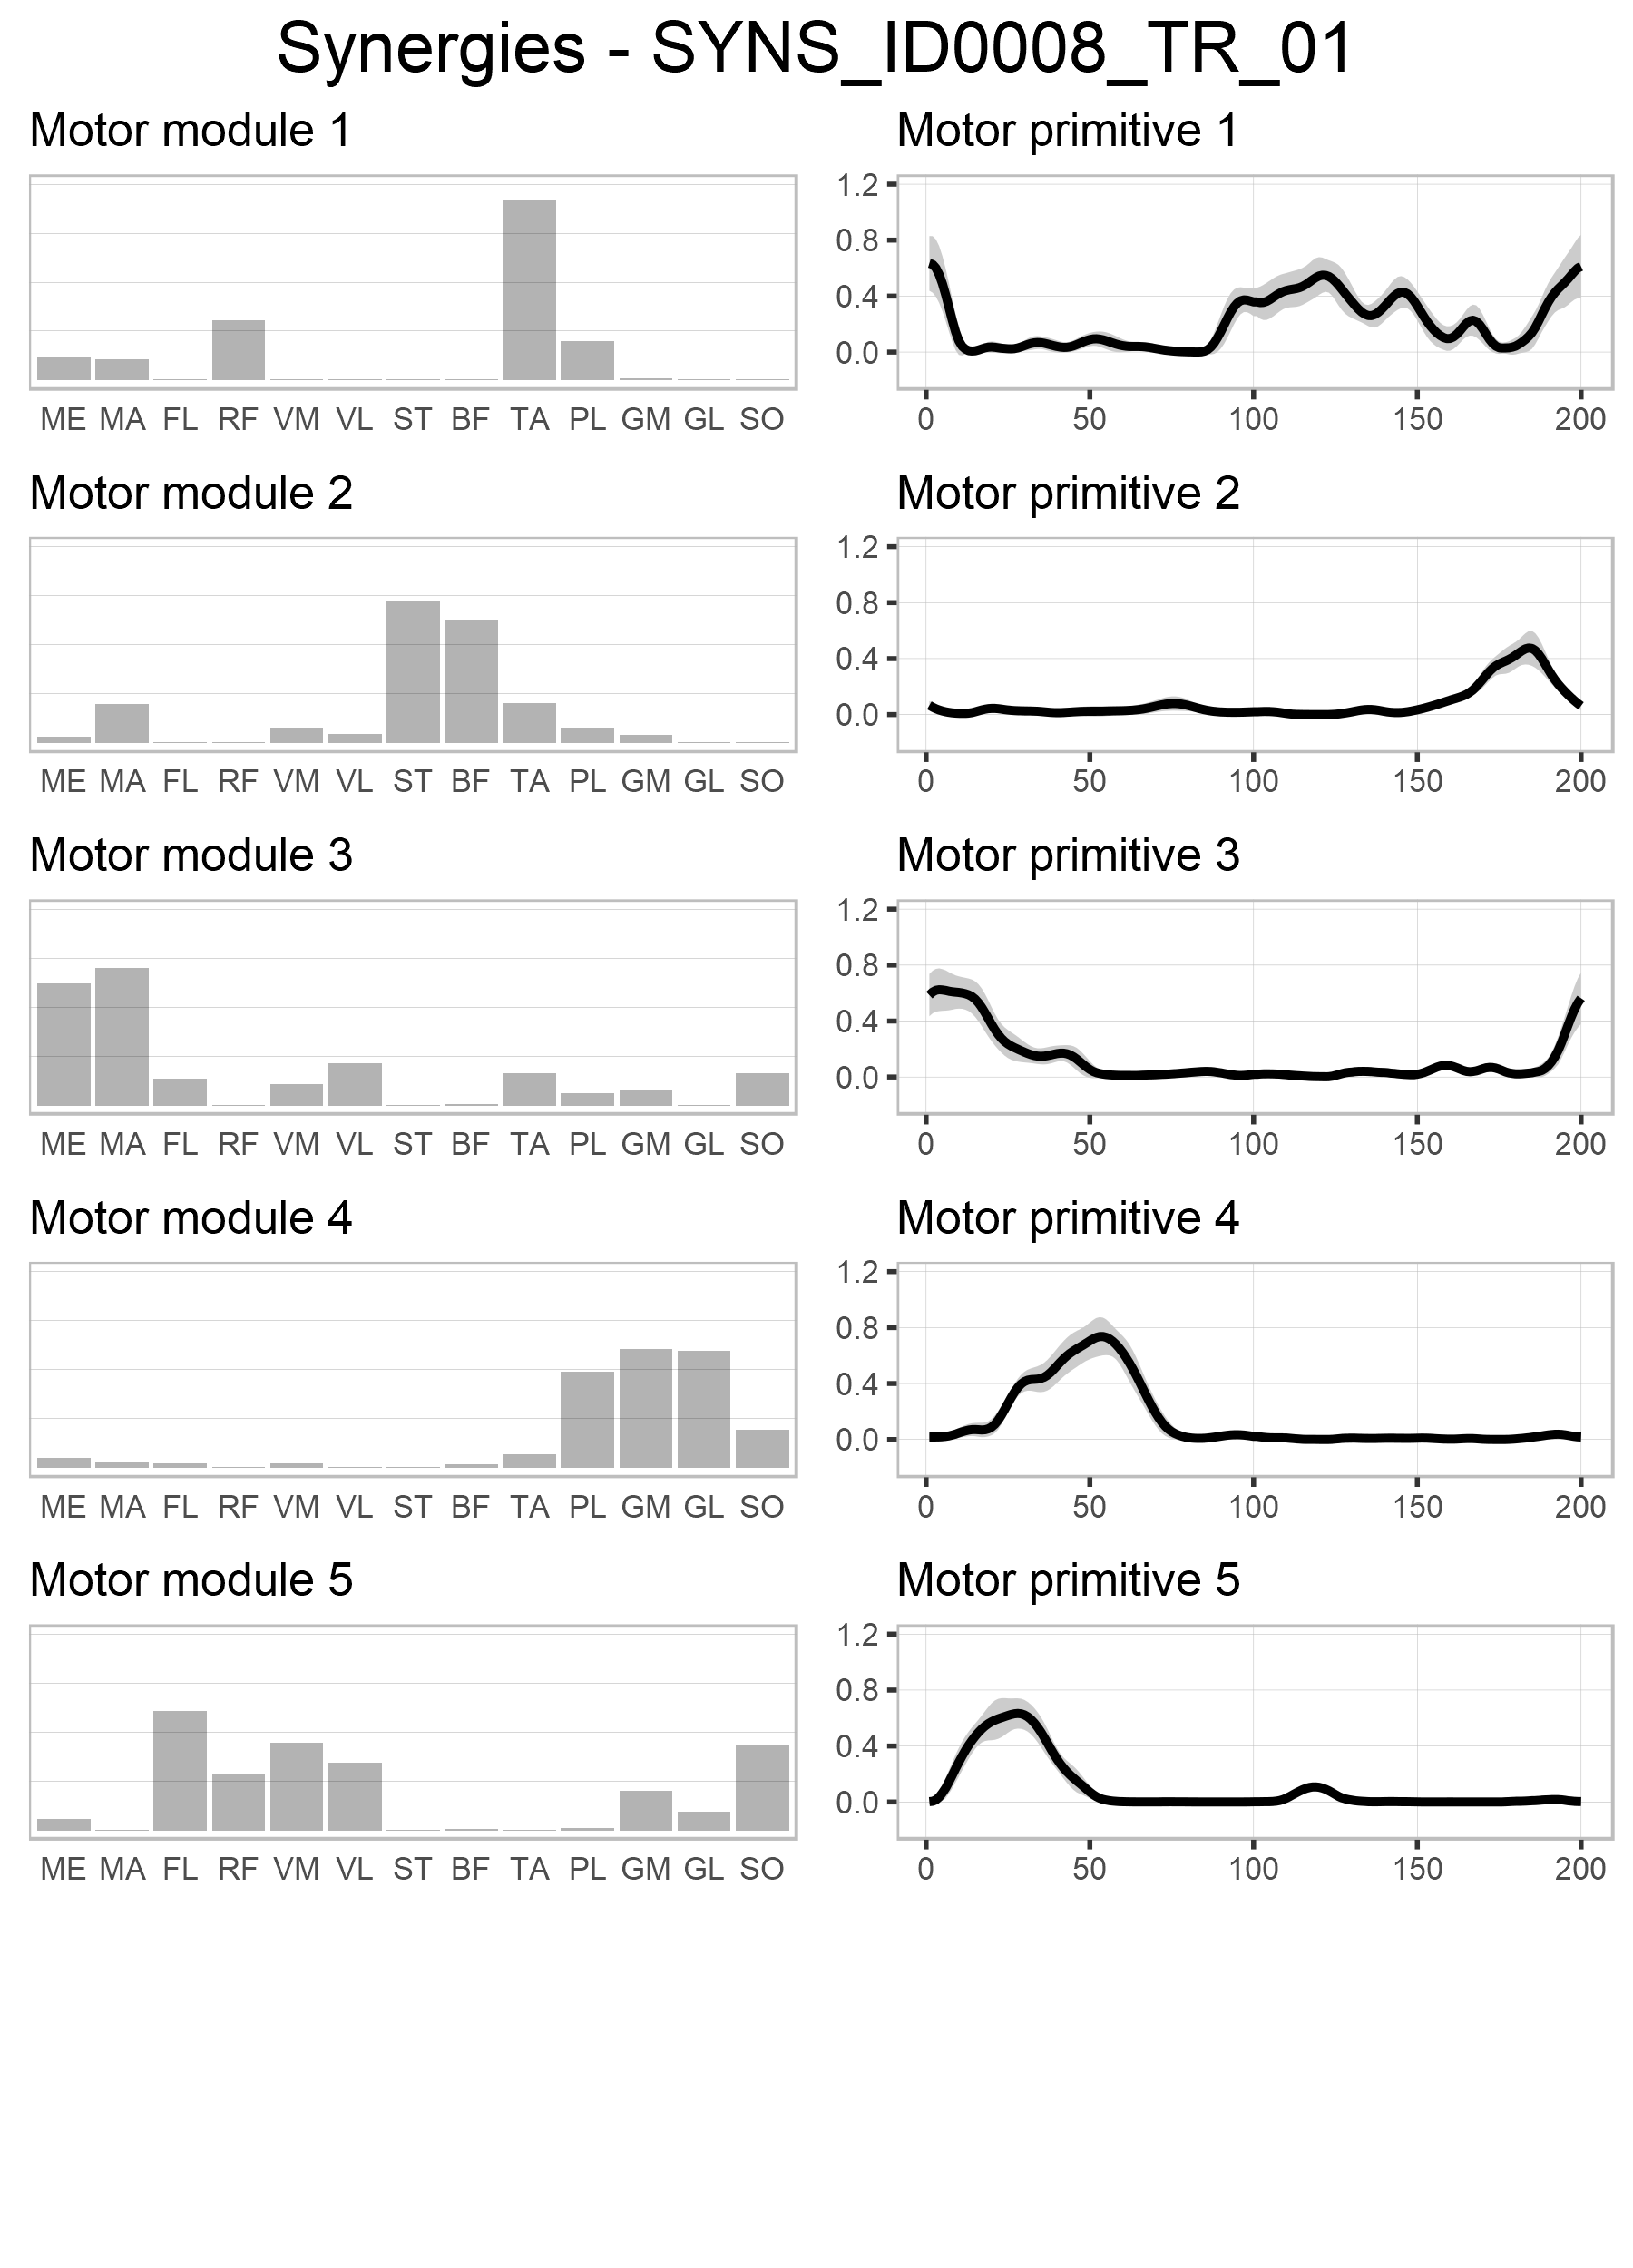 Synergies - SYNS_ID0008_TR_01
Motor module 1
Motor primitive 1
1.2
0.8
0.4
0.0
ME MA FL RF VM VL ST BF TA PL GM GL SO
0 50 100 150 200
Motor module 2
Motor primitive 2
1.2
0.8
0.4
0.0
ME MA FL RF VM VL ST BF TA PL GM GL SO
0 50 100 150 200
Motor module 3
Motor primitive 3
1.2
0.8
0.4
0.0
ME MA FL RF VM VL ST BF TA PL GM GL SO
0 50 100 150 200
Motor module 4
Motor primitive 4
1.2
0.8
0.4
0.0
ME MA FL RF VM VL ST BF TA PL GM GL SO
0 50 100 150 200
Motor module 5
Motor primitive 5
1.2
0.8
0.4
0.0
ME MA FL RF VM VL ST BF TA PL GM GL SO
0 50 100 150 200